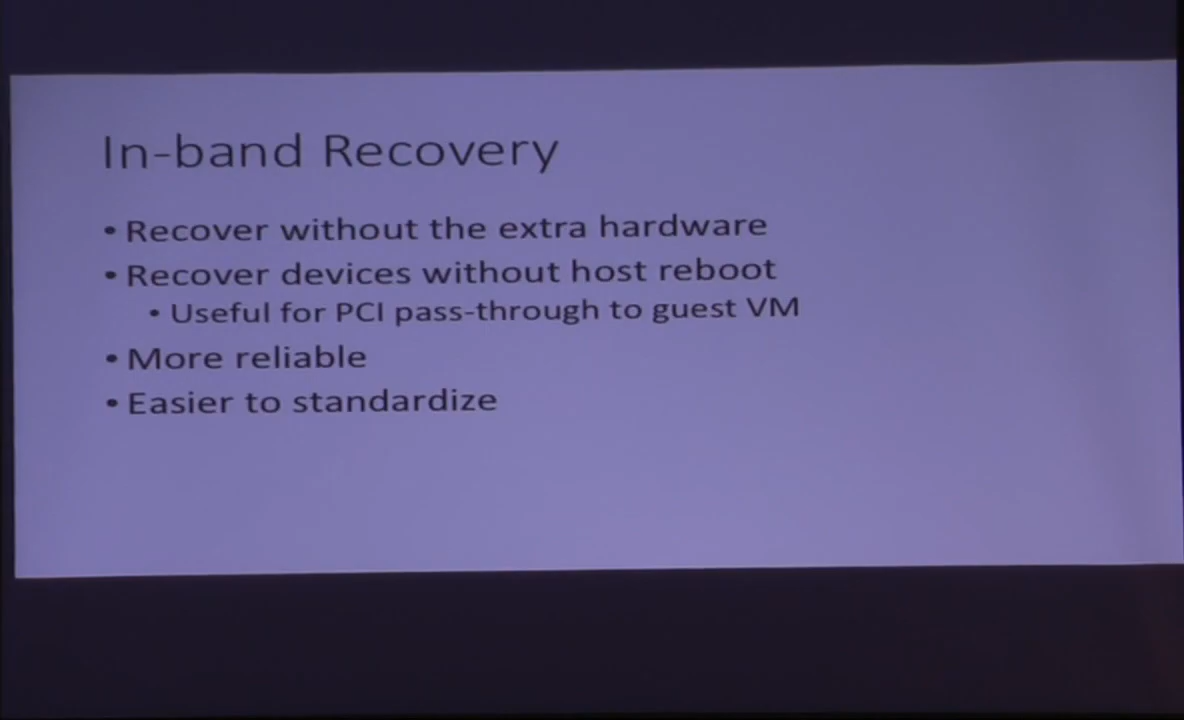 In-band Recovery
• Recover without the extra hardware
• Recover devices without host reboot
• Useful for PCI pass-through to guest VM
• More reliable
• Easier to standardize